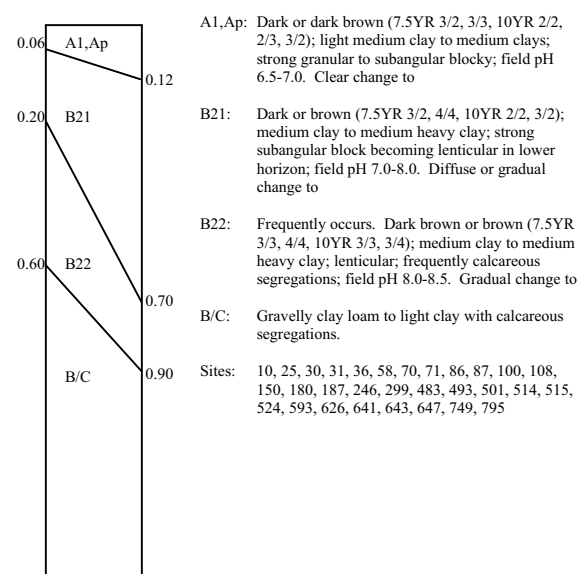 0.06
A1,Ap
0.12
0.20
B21
0.60
B22
0.70
B/C
0.90
A1,Ap: Dark or dark brown (7.5YR 3/2, 3/3, 10YR 2/2,
2/3, 3/2); light medium clay to medium clays;
strong granular to subangular blocky; field pH
6.5-7.0. Clear change to
B21: Dark or brown (7.5YR 3/2, 4/4, 10YR 2/2, 3/2);
medium clay to medium heavy clay; strong
subangular block becoming lenticular in lower
horizon; field pH 7.0-8.0. Diffuse or gradual
change to
B22: Frequently occurs. Dark brown or brown (7.5YR
3/3, 4/4, 10YR 3/3, 3/4); medium clay to medium
heavy clay; lenticular; frequently calcareous
segregations; field pH 8.0-8.5. Gradual change to
B/C: Gravelly clay loam to light clay with calcareous
segregations.
Sites: 10, 25, 30, 31, 36, 58, 70, 71, 86, 87, 100, 108,
150, 180, 187, 246, 299, 483, 493, 501, 514, 515,
524, 593, 626, 641, 643, 647, 749, 795